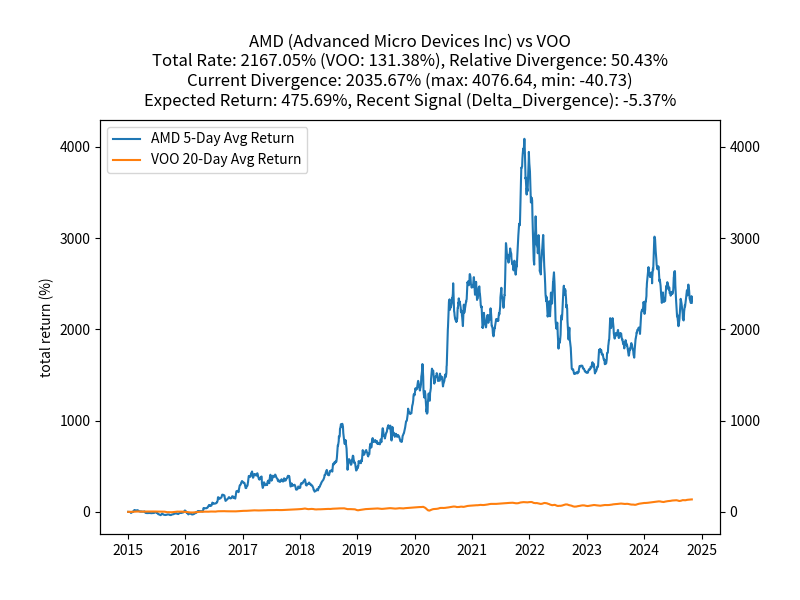 AMD (Advanced Micro Devices Inc) vs VOO
Total Rate: 2167.05% (VOO: 131.38%), Relative Divergence: 50.43%
Current Divergence: 2035.67% (max: 4076.64, min: -40.73)
Expected Return: 475.69%, Recent Signal (Delta_Divergence): -5.37%
AMD 5-Day Avg Return
VOO 20-Day Avg Return
total return (%)
4000 4000
3000 3000
2000 2000
1000 1000
0 0
2015 2016 2017 2018 2019 2020 2021 2022 2023 2024 2025